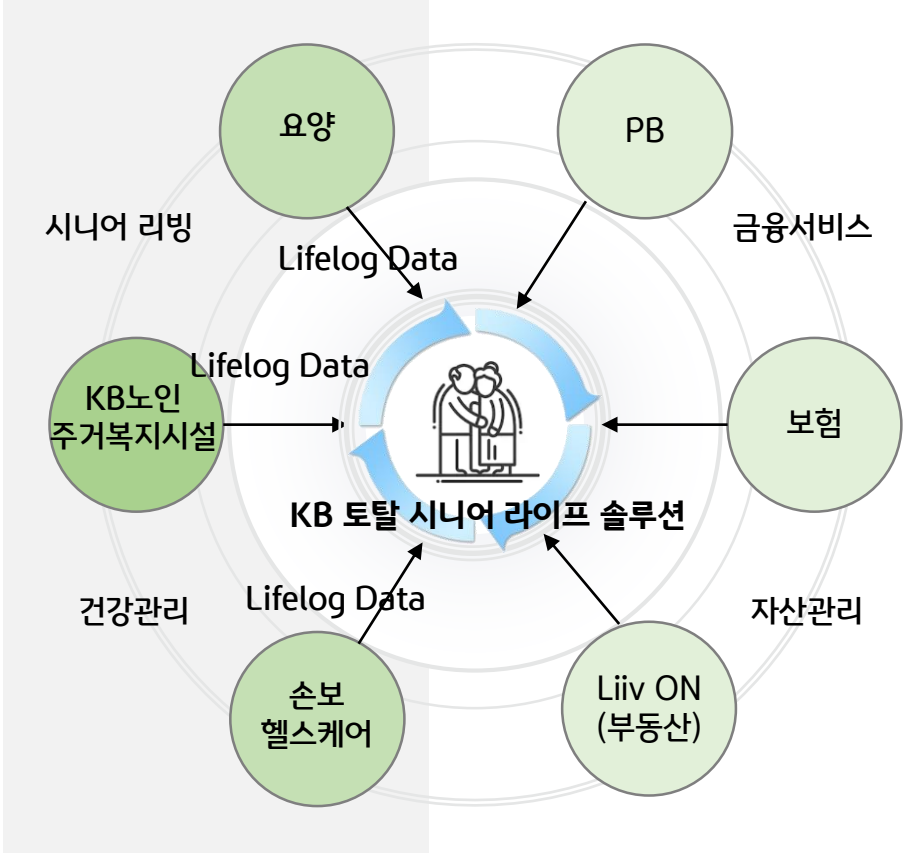 요양
PB
시니어 리빙
금융서비스
Lifelog Data
Lifelog Data
KB노인
주거복지시설
보험
KB 토탈 시니어 라이프 솔루션
건강관리
Lifelog Data
자산관리
손보
헬스케어
Liiv ON
(부동산)